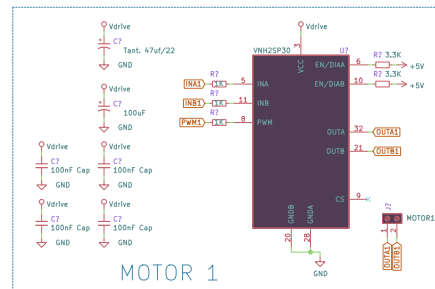 Vdrive
C?
Tant. 47uf/22
GND
Vdrive
C?
100uF
GND
Vdrive
C?
100nF Cap
GND
Vdrive
C?
100nF Cap
GND
Vdrive
C?
100nF Cap
GND
Vdrive
C?
100nF Cap
GND
Vdrive
3
VNH2SP30
U?
VCC
INA1
R?
1K
5
INA
INB1
R?
1K
11
INB
PWM1
R?
1K
8
PWM
EN/DIAA
6
R? 3.3K
+5V
EN/DIAB
10
R? 3.3K
+5V
OUTA
32
OUTA1
OUTB
21
OUTB1
CS
9
GNDB
GNDA
20
28
GND
J?
MOTOR1
1
2
OUTA1
OUTB1
MOTOR 1